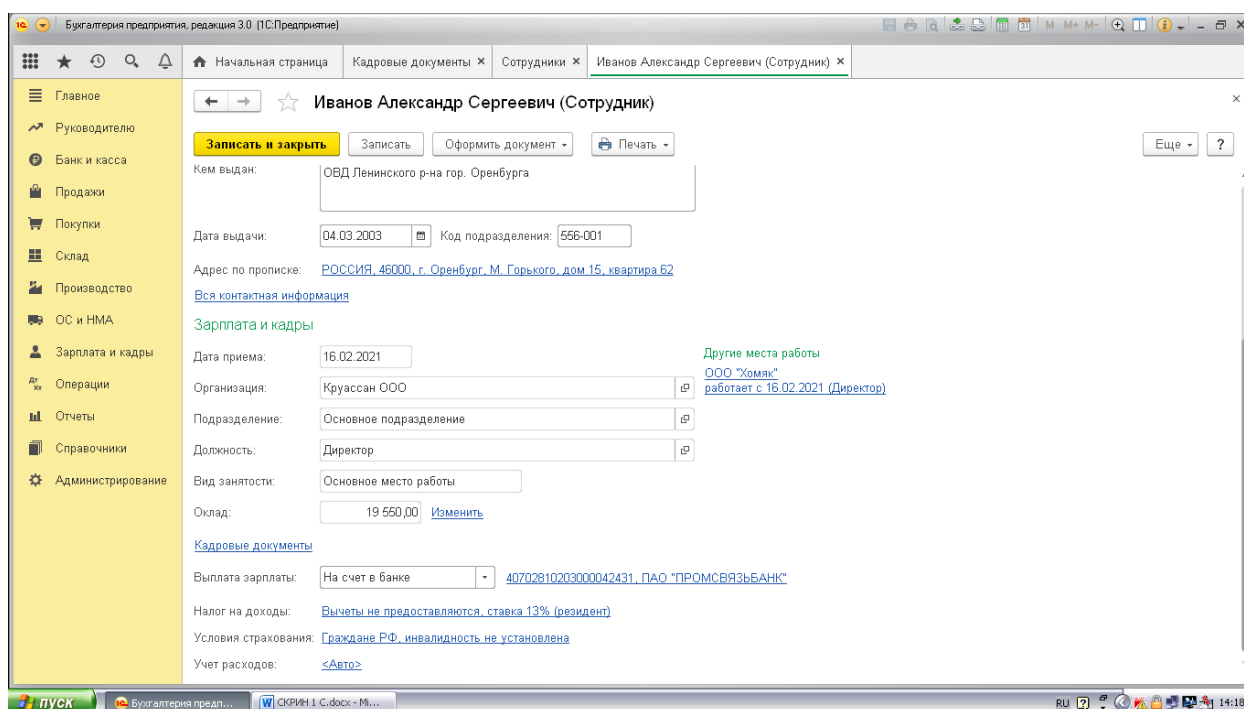 Бухгалтерия предприятия, редакция 3.0 (1С:Предприятие)
M M+ M-
Начальная страница
Кадровые документы ×
Сотрудники ×
Иванов Александр Сергеевич (Сотрудник) ×
Главное
Руководителю
Банк и касса
Продажи
Покупки
Склад
Производство
ОС и НМА
Зарплата и кадры
Операции
Отчеты
Справочники
Администрирование
Иванов Александр Сергеевич (Сотрудник)
Записать и закрыть
Записать
Оформить документ
Печать
Еще
?
Кем выдан: ОВД Ленинского р-на гор. Оренбурга
Дата выдачи: 04.03.2003 Код подразделения: 556-001
Адрес по прописке: РОССИЯ, 46000, г. Оренбург, М. Горького, дом 15, квартира 62
Вся контактная информация
Зарплата и кадры
Дата приема: 16.02.2021
Другие места работы
ООО "Хомяк"
работает с 16.02.2021 (Директор)
Организация: Круассан ООО
Подразделение: Основное подразделение
Должность: Директор
Вид занятости: Основное место работы
Оклад: 19 550,00 Изменить
Кадровые документы
Выплата зарплаты: На счет в банке 40702810203000042431, ПАО "ПРОМСВЯЗЬБАНК"
Налог на доходы: Вычеты не предоставляются, ставка 13% (резидент)
Условия страхования: Граждане РФ, инвалидность не установлена
Учет расходов: <Авто>
пуск
Бухгалтерия предп...
СКРИН 1 С.docx - Mi...
RU
14:18